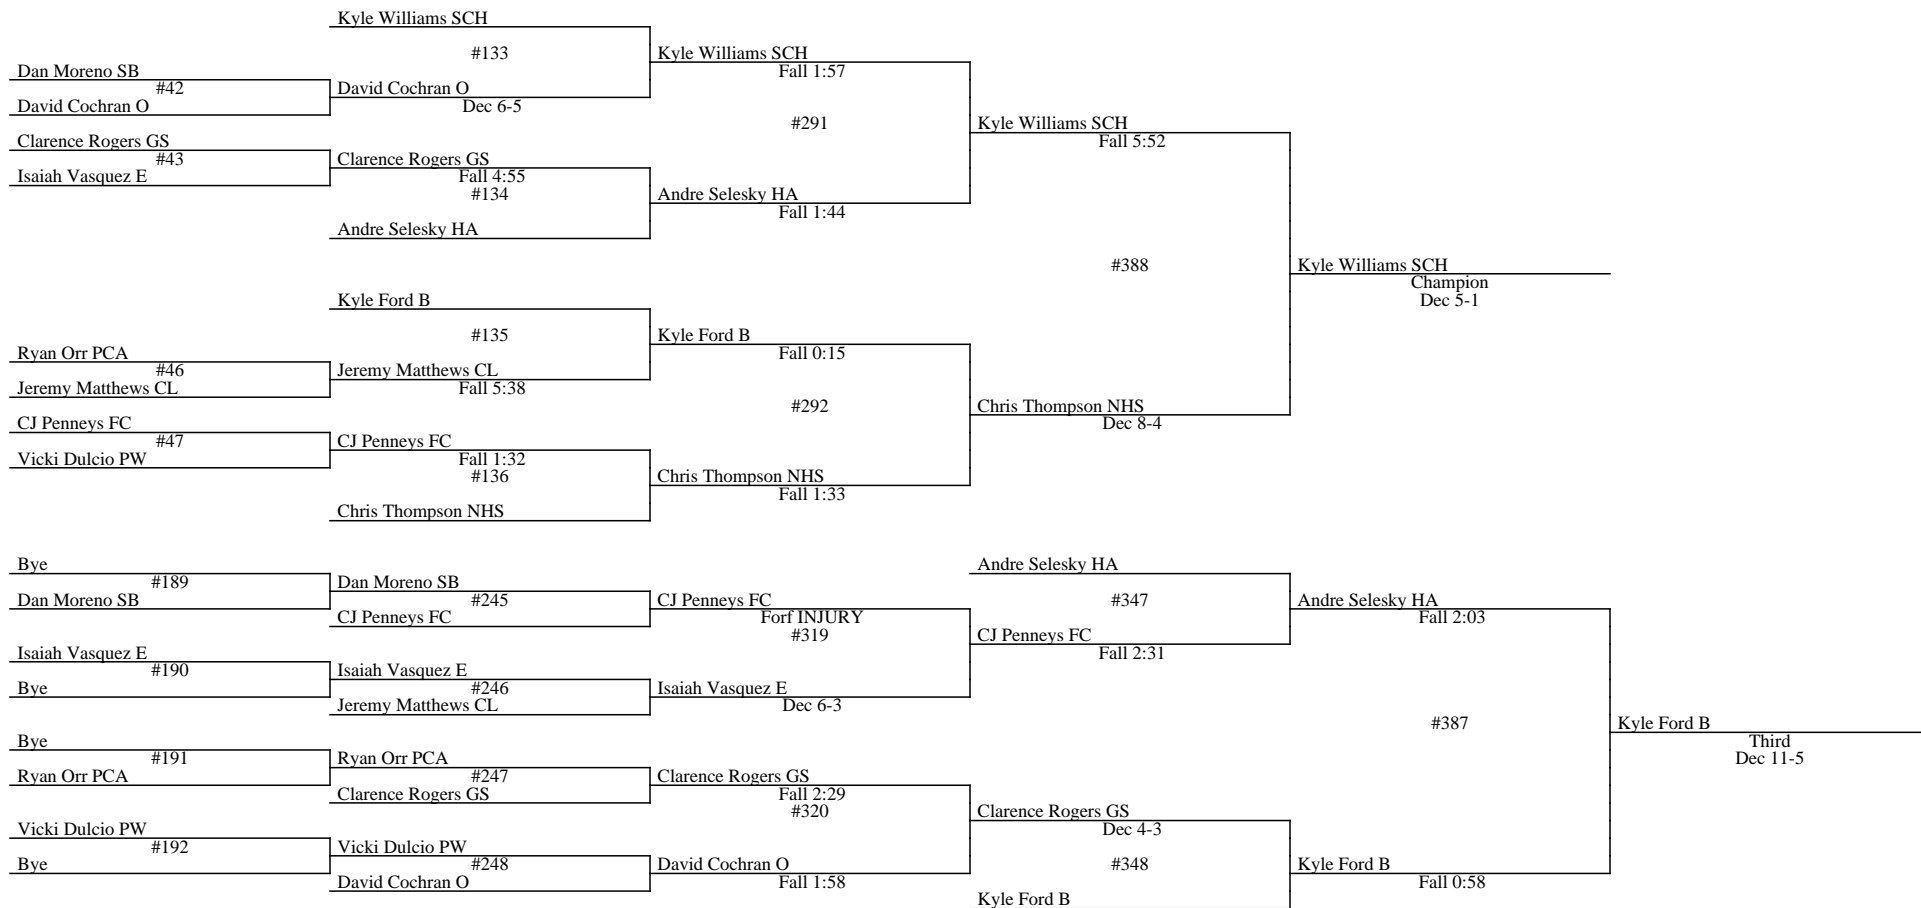 Kyle Williams SCH
#133
Kyle Williams SCH
Dan Moreno SB
Fall 1:57
#42
David Cochran O
David Cochran O
Dec 6-5
#291
Kyle Williams SCH
Clarence Rogers GS
Fall 5:52
#43
Clarence Rogers GS
Isaiah Vasquez E
Fall 4:55
#134
Andre Selesky HA
Fall 1:44
Andre Selesky HA
#388
Kyle Williams SCH
Champion
Dec 5-1
Kyle Ford B
#135
Kyle Ford B
Ryan Orr PCA
Fall 0:15
#46
Jeremy Matthews CL
Jeremy Matthews CL
Fall 5:38
#292
Chris Thompson NHS
CJ Penneys FC
Dec 8-4
#47
CJ Penneys FC
Vicki Dulcio PW
Fall 1:32
#136
Chris Thompson NHS
Fall 1:33
Chris Thompson NHS
Bye
Andre Selesky HA
#189
Dan Moreno SB
Dan Moreno SB
#245
CJ Penneys FC
#347
Andre Selesky HA
CJ Penneys FC
Forf INJURY
Fall 2:03
#319
CJ Penneys FC
Isaiah Vasquez E
Fall 2:31
#190
Isaiah Vasquez E
Bye
#246
Isaiah Vasquez E
Jeremy Matthews CL
Dec 6-3
#387
Kyle Ford B
Bye
Third
#191
Ryan Orr PCA
Dec 11-5
Ryan Orr PCA
#247
Clarence Rogers GS
Clarence Rogers GS
Fall 2:29
#320
Clarence Rogers GS
Vicki Dulcio PW
Dec 4-3
#192
Vicki Dulcio PW
Bye
#248
David Cochran O
#348
Kyle Ford B
David Cochran O
Fall 1:58
Fall 0:58
Kyle Ford B